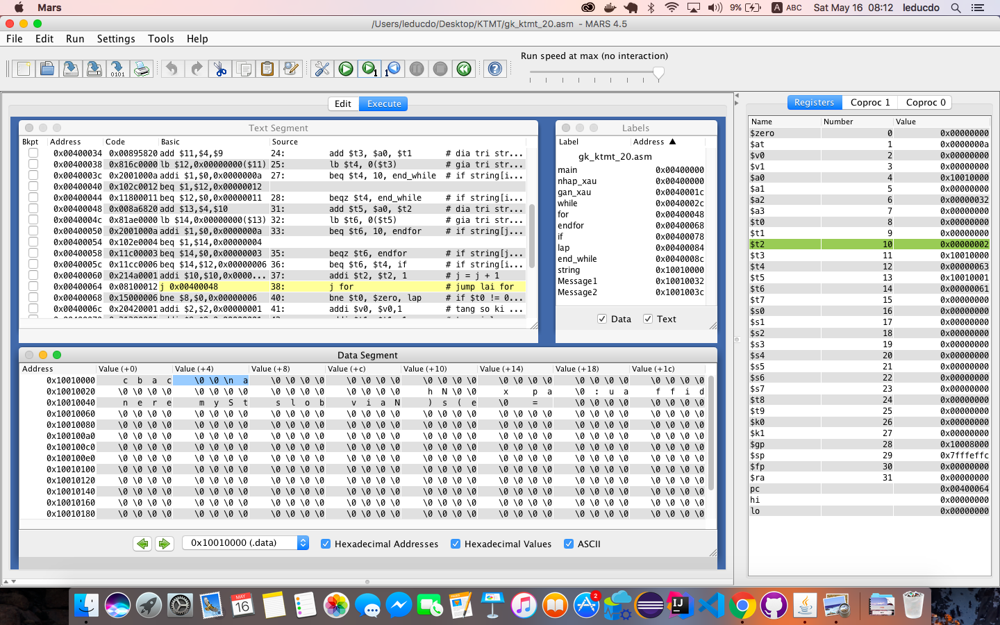 Mars 9% ABC Sat May 16 08:12 leducdo
/Users/leducdo/Desktop/KTMT/gk_ktmt_20.asm - MARS 4.5
File Edit Run Settings Tools Help
Run speed at max (no interaction)
Edit Execute
Text Segment
Bkpt Address Code Basic Source
0x00400034 0x00895820 add $11,$4,$9 24: add $t3, $a0, $t1 # dia tri str...
0x00400038 0x816c0000 lb $12,0x00000000($11) 25: lb $t4, 0($t3) # gia tri str...
0x0040003c 0x2001000a addi $1,$0,0x0000000a 27: beq $t4, 10, end_while # if string[i...
0x00400040 0x102c0012 beq $1,$12,0x00000012
0x00400044 0x11800011 beq $12,$0,0x00000011 28: beqz $t4, end_while # if string[i...
0x00400048 0x008a6820 add $13,$4,$10 31: add $t5, $a0, $t2 # dia tri str...
0x0040004c 0x81ae0000 lb $14,0x00000000($13) 32: lb $t6, 0($t5) # gia tri str...
0x00400050 0x2001000a addi $1,$0,0x0000000a 33: beq $t6, 10, endfor # if string[j...
0x00400054 0x102e0004 beq $1,$14,0x00000004
0x00400058 0x11c00003 beq $14,$0,0x00000003 35: beqz $t6, endfor # if string[j...
0x0040005c 0x11cc0006 beq $14,$12,0x00000006 36: beq $t6, $t4, if # if string[i...
0x00400060 0x214a0001 addi $10,$10,0x0000... 37: addi $t2, $t2, 1 # j = j + 1
0x00400064 0x08100012 j 0x00400048 38: j for # jump lai for
0x00400068 0x15000006 bne $8,$0,0x00000006 40: bne $t0, $zero, lap # if $t0 != 0...
0x0040006c 0x20420001 addi $2,$2,0x00000001 41: addi $v0, $v0,1 # tang so ki ...
Labels
Label Address ▲
gk_ktmt_20.asm
main 0x00400000
nhap_xau 0x00400000
gan_xau 0x0040001c
while 0x0040002c
for 0x00400048
endfor 0x00400068
if 0x00400078
lap 0x00400084
end_while 0x0040008c
string 0x10010000
Message1 0x10010032
Message2 0x1001003c
Data Text
Data Segment
Address Value (+0) Value (+4) Value (+8) Value (+c) Value (+10) Value (+14) Value (+18) Value (+1c)
0x10010000 c b a c \0 \0 \n a \0 \0 \0 \0 \0 \0 \0 \0 \0 \0 \0 \0 \0 \0 \0 \0 \0 \0 \0 \0 \0 \0 \0 \0
0x10010020 \0 \0 \0 \0 \0 \0 \0 \0 \0 \0 \0 \0 \0 \0 \0 \0 h N \0 \0 x p a \0 : u a f f i d
0x10010040 n e r e m y S t s l o b v i a N ) s ( e \0 = \0 \0 \0 \0 \0 \0 \0 \0
0x10010060 \0 \0 \0 \0 \0 \0 \0 \0 \0 \0 \0 \0 \0 \0 \0 \0 \0 \0 \0 \0 \0 \0 \0 \0 \0 \0 \0 \0 \0 \0 \0 \0
0x10010080 \0 \0 \0 \0 \0 \0 \0 \0 \0 \0 \0 \0 \0 \0 \0 \0 \0 \0 \0 \0 \0 \0 \0 \0 \0 \0 \0 \0 \0 \0 \0 \0
0x100100a0 \0 \0 \0 \0 \0 \0 \0 \0 \0 \0 \0 \0 \0 \0 \0 \0 \0 \0 \0 \0 \0 \0 \0 \0 \0 \0 \0 \0 \0 \0 \0 \0
0x100100c0 \0 \0 \0 \0 \0 \0 \0 \0 \0 \0 \0 \0 \0 \0 \0 \0 \0 \0 \0 \0 \0 \0 \0 \0 \0 \0 \0 \0 \0 \0 \0 \0
0x100100e0 \0 \0 \0 \0 \0 \0 \0 \0 \0 \0 \0 \0 \0 \0 \0 \0 \0 \0 \0 \0 \0 \0 \0 \0 \0 \0 \0 \0 \0 \0 \0 \0
0x10010100 \0 \0 \0 \0 \0 \0 \0 \0 \0 \0 \0 \0 \0 \0 \0 \0 \0 \0 \0 \0 \0 \0 \0 \0 \0 \0 \0 \0 \0 \0 \0 \0
0x10010120 \0 \0 \0 \0 \0 \0 \0 \0 \0 \0 \0 \0 \0 \0 \0 \0 \0 \0 \0 \0 \0 \0 \0 \0 \0 \0 \0 \0 \0 \0 \0 \0
0x10010140 \0 \0 \0 \0 \0 \0 \0 \0 \0 \0 \0 \0 \0 \0 \0 \0 \0 \0 \0 \0 \0 \0 \0 \0 \0 \0 \0 \0 \0 \0 \0 \0
0x10010160 \0 \0 \0 \0 \0 \0 \0 \0 \0 \0 \0 \0 \0 \0 \0 \0 \0 \0 \0 \0 \0 \0 \0 \0 \0 \0 \0 \0 \0 \0 \0 \0
0x10010180 \0 \0 \0 \0 \0 \0 \0 \0 \0 \0 \0 \0 \0 \0 \0 \0 \0 \0 \0 \0 \0 \0 \0 \0 \0 \0 \0 \0 \0 \0 \0 \0
0x10010000 (.data) Hexadecimal Addresses Hexadecimal Values ASCII
Registers Coproc 1 Coproc 0
Name Number Value
$zero 0 0x00000000
$at 1 0x0000000a
$v0 2 0x00000000
$v1 3 0x00000000
$a0 4 0x10010000
$a1 5 0x00000000
$a2 6 0x00000032
$a3 7 0x00000000
$t0 8 0x00000000
$t1 9 0x00000000
$t2 10 0x00000002
$t3 11 0x10010000
$t4 12 0x00000063
$t5 13 0x10010001
$t6 14 0x00000061
$t7 15 0x00000000
$s0 16 0x00000000
$s1 17 0x00000000
$s2 18 0x00000000
$s3 19 0x00000000
$s4 20 0x00000000
$s5 21 0x00000000
$s6 22 0x00000000
$s7 23 0x00000000
$t8 24 0x00000000
$t9 25 0x00000000
$k0 26 0x00000000
$k1 27 0x00000000
$gp 28 0x10008000
$sp 29 0x7fffeffc
$fp 30 0x00000000
$ra 31 0x00000000
pc 0x00400064
hi 0x00000000
lo 0x00000000
MAY
16
2